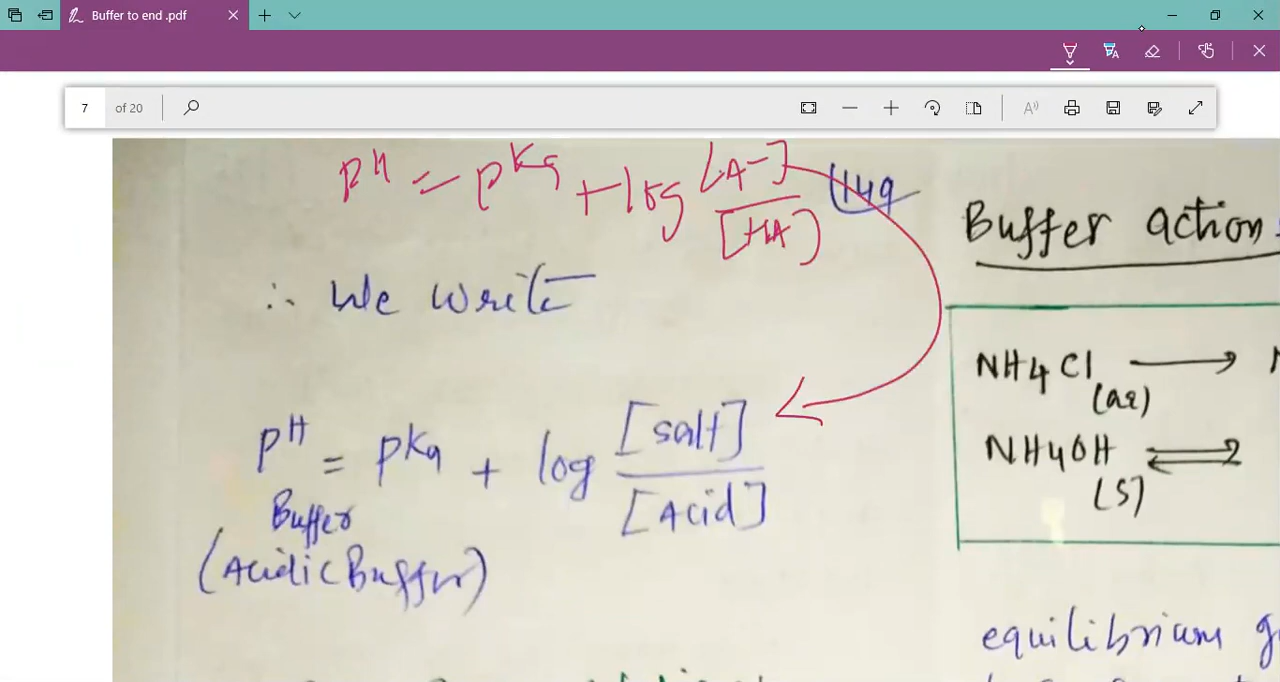 Buffer to end .pdf
7 of 20
pH = pKa + log [A-]/[HA]
149
∴ We write
pH = pKa + log [salt]/[Acid]
Buffer
(Acidic Buffer)
Buffer action
NH4Cl (aq) ⟶
NH4OH (s) ⇌
equilibrium